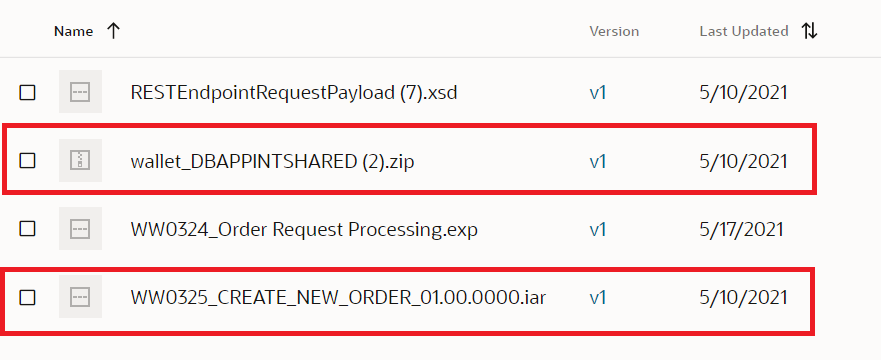 Name Version Last Updated
RESTEndpointRequestPayload (7).xsd v1 5/10/2021
wallet_DBAPPINTSHARED (2).zip v1 5/10/2021
WW0324_Order Request Processing.exp v1 5/17/2021
WW0325_CREATE_NEW_ORDER_01.00.0000.iar v1 5/10/2021